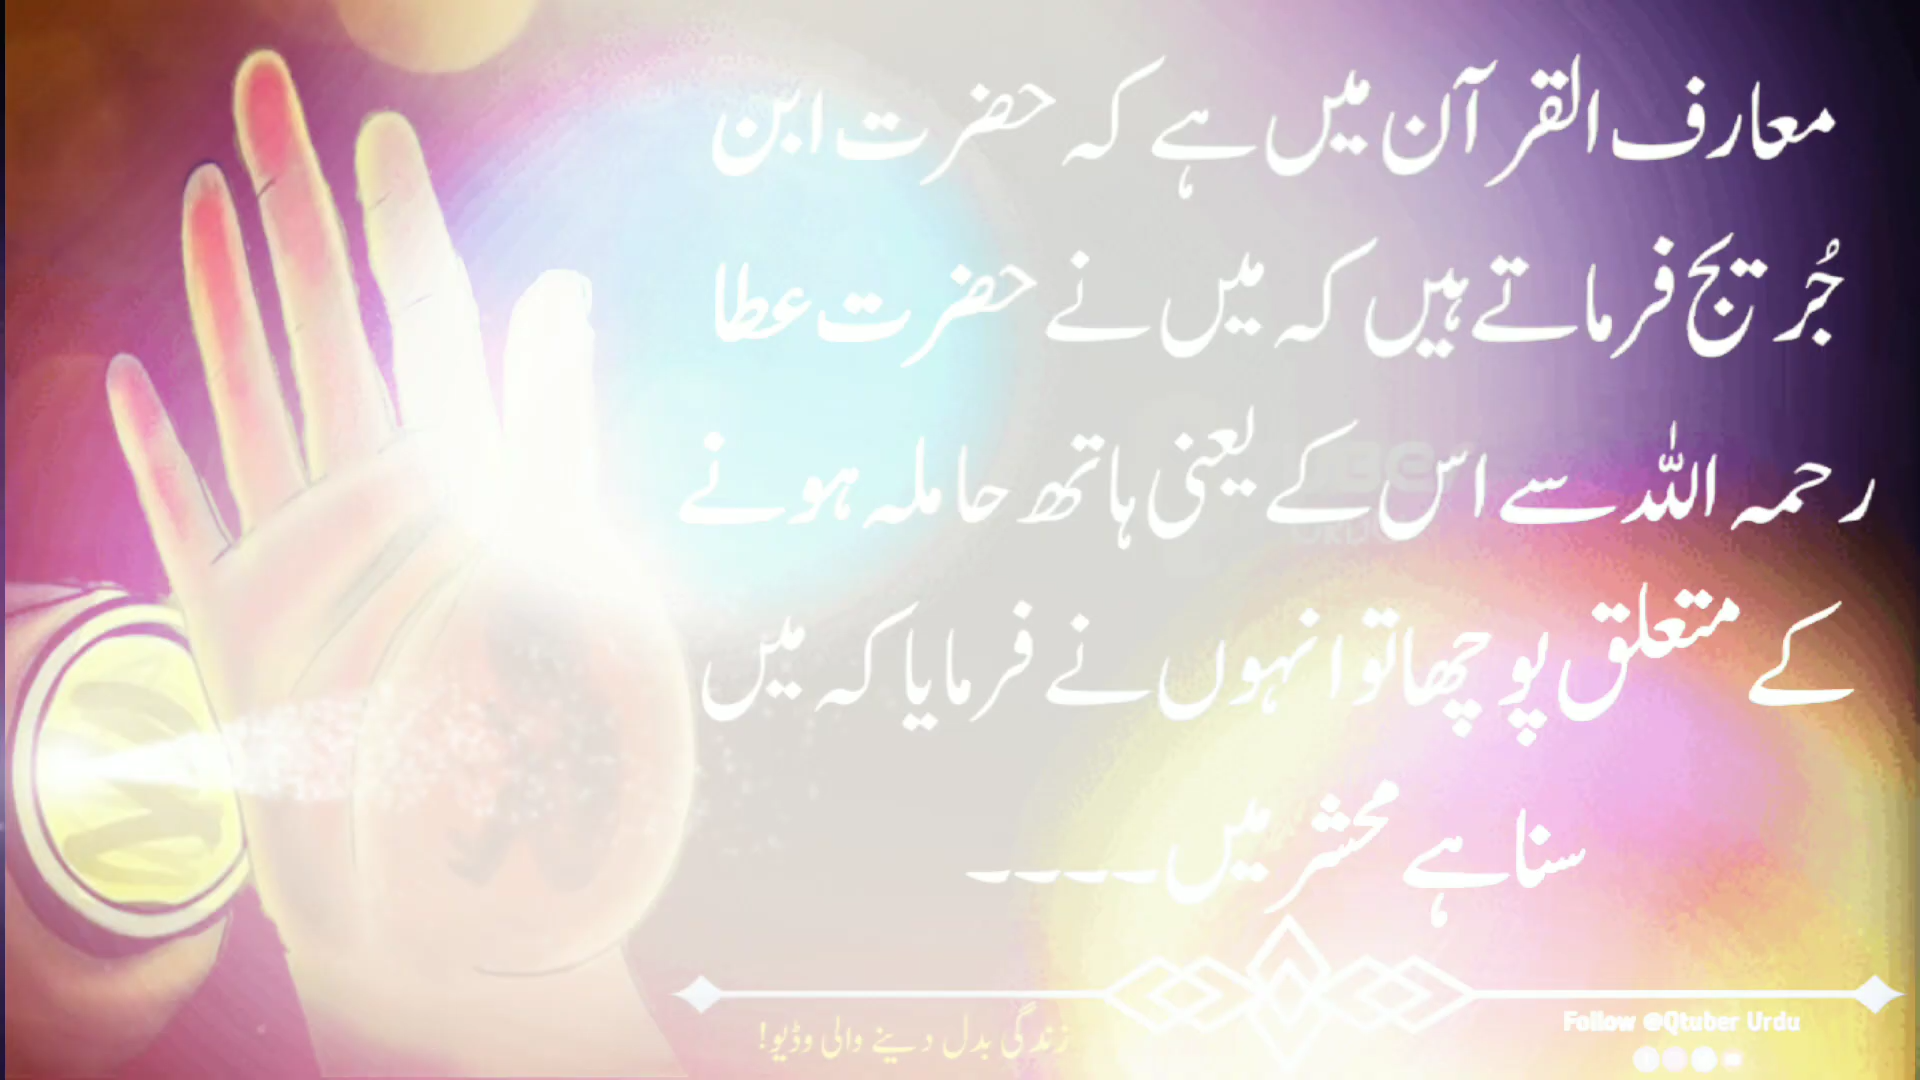 معارف القرآن میں ہے کہ حضرت ابن
جُریج فرماتے ہیں کہ میں نے حضرت عطا
رحمہ اللہ سے اس کے یعنی ہاتھ حاملہ ہونے
کے متعلق پوچھا تو انہوں نے فرمایا کہ میں
سنا ہے محشر میں ۔۔۔۔
زندگی بدل دینے والی وڈیو!
Follow @Qtuber Urdu